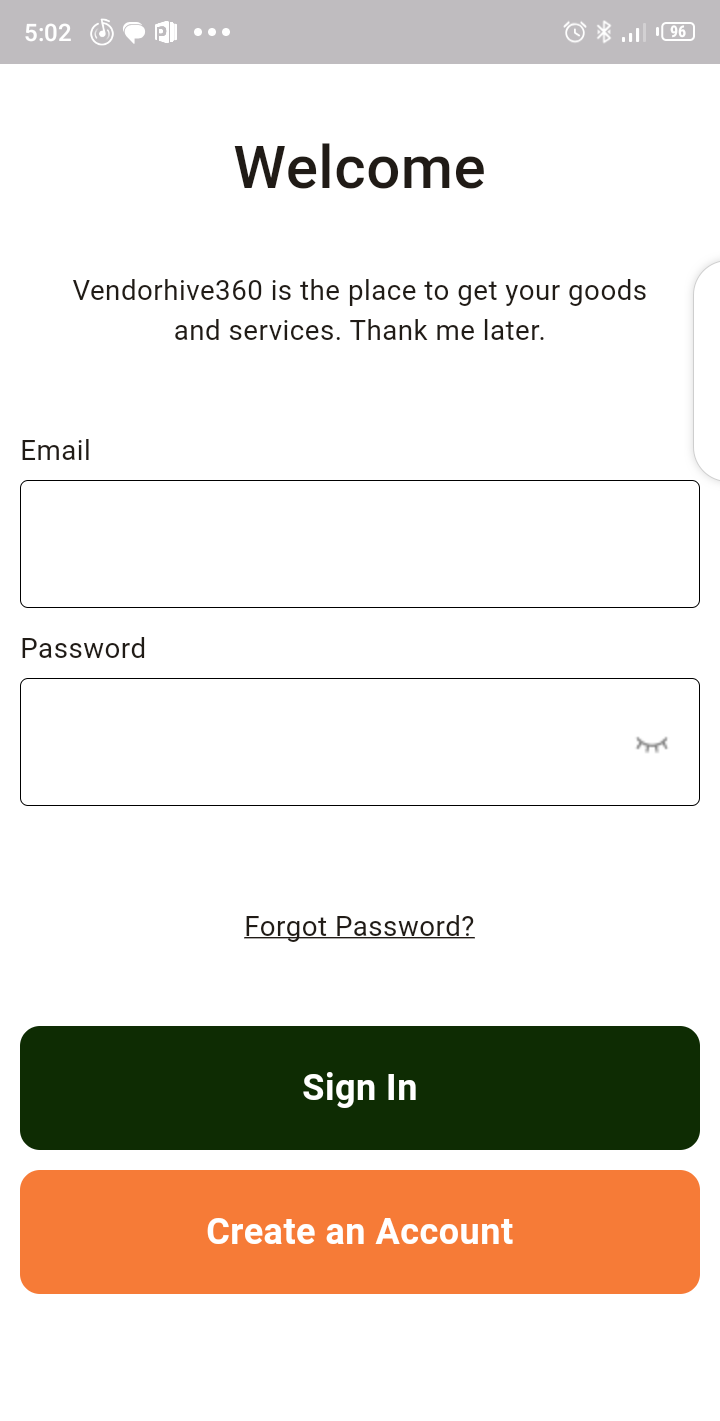 5:02
96
Welcome
Vendorhive360 is the place to get your goods
and services. Thank me later.
Email
Password
Forgot Password?
Sign In
Create an Account